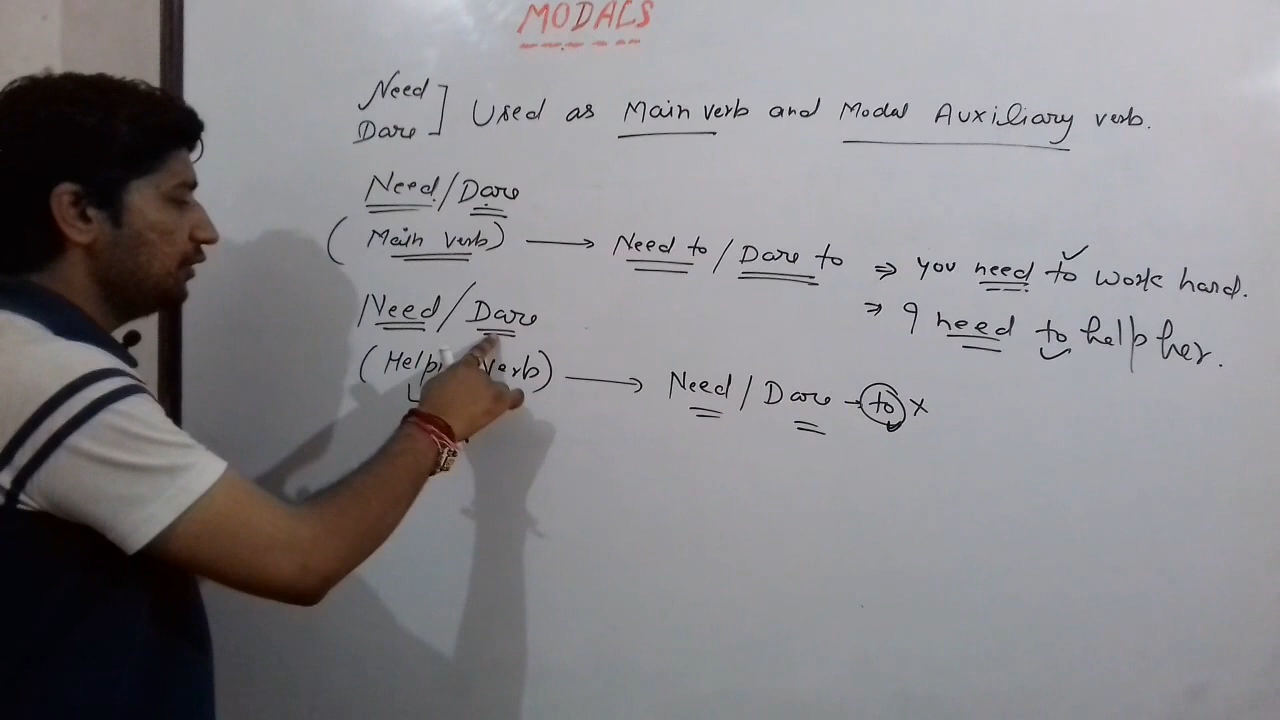 MODALS
Need
Dare ] Used as Main verb and Modal Auxiliary verb.
Need/Dare
(Main verb) → Need to / Dare to ⇒ you need to work hard.
⇒ I need to help her.
Need/Dare
( verb) → Need / Dare → to ×